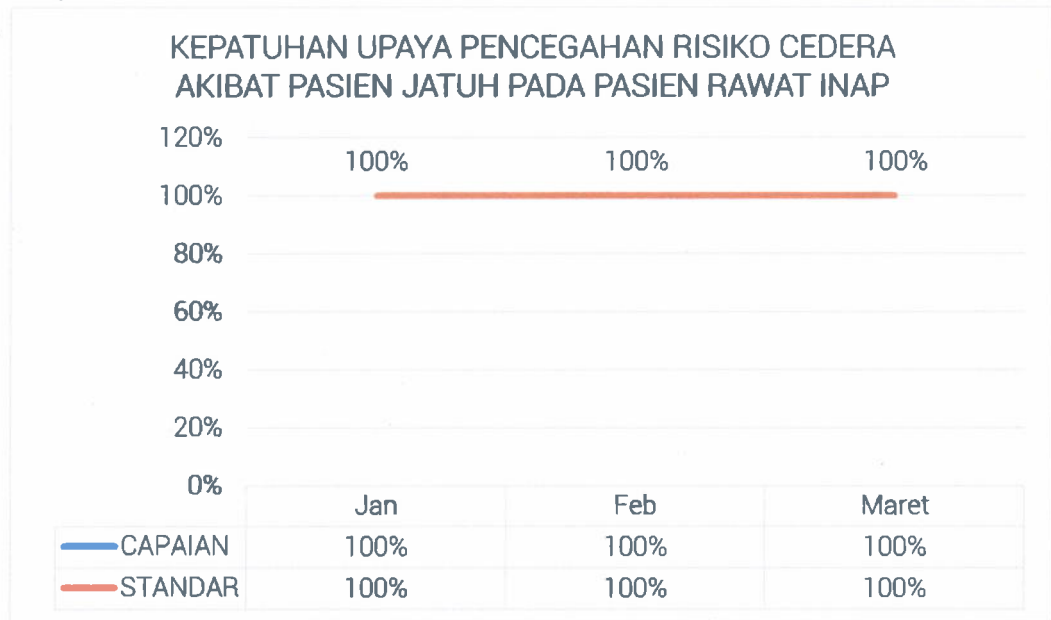 KEPATUHAN UPAYA PENCEGAHAN RISIKO CEDERA
AKIBAT PASIEN JATUH PADA PASIEN RAWAT INAP
120%
100% 100% 100%
100%
80%
60%
40%
20%
0%
Jan Feb Maret
CAPAIAN 100% 100% 100%
STANDAR 100% 100% 100%